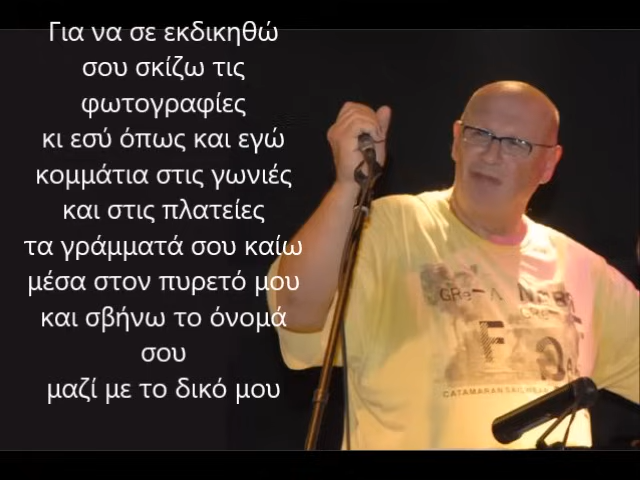 Για να σε εκδικηθώ
σου σκίζω τις
φωτογραφίες
κι εσύ όπως και εγώ
κομμάτια στις γωνιές
και στις πλατείες
τα γράμματά σου καίω
μέσα στον πυρετό μου
και σβήνω το όνομά
σου
μαζί με το δικό μου
CATAMARAN